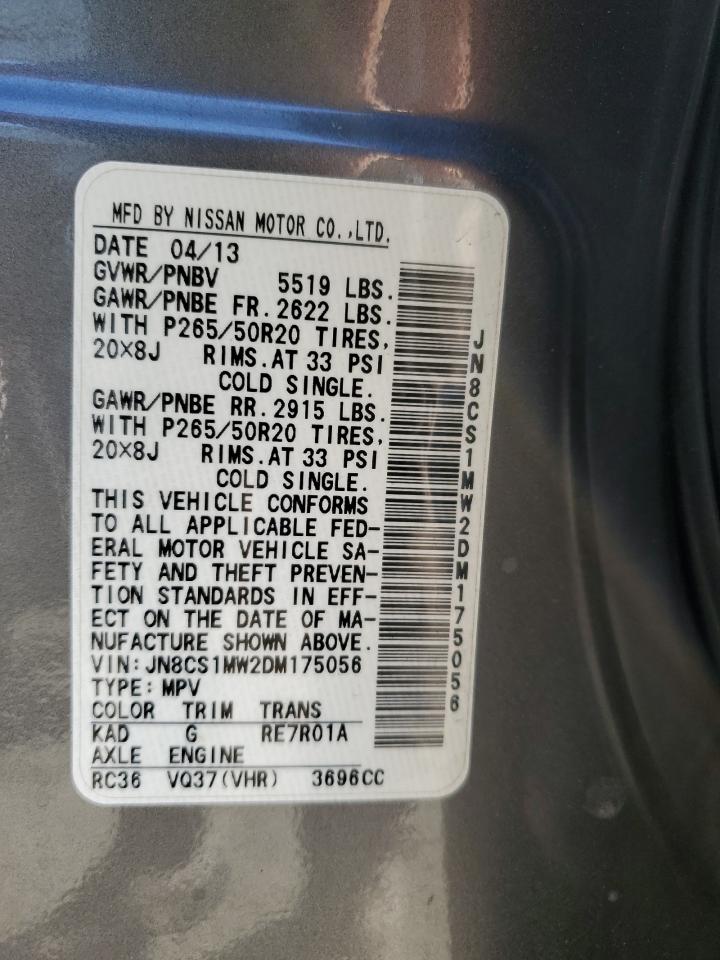 MFD BY NISSAN MOTOR CO.,LTD.
DATE 04/13
GVWR/PNBV 5519 LBS.
GAWR/PNBE FR. 2622 LBS.
WITH P265/50R20 TIRES,
20×8J RIMS. AT 33 PSI
COLD SINGLE.
GAWR/PNBE RR. 2915 LBS.
WITH P265/50R20 TIRES,
20×8J RIMS. AT 33 PSI
COLD SINGLE.
THIS VEHICLE CONFORMS
TO ALL APPLICABLE FED-
ERAL MOTOR VEHICLE SA-
FETY AND THEFT PREVEN-
TION STANDARDS IN EFF-
ECT ON THE DATE OF MA-
NUFACTURE SHOWN ABOVE.
VIN: JN8CS1MW2DM175056
TYPE: MPV
COLOR TRIM TRANS
KAD G RE7R01A
AXLE ENGINE
RC36 VQ37(VHR) 3696CC
JN8CS1MW2DM175056